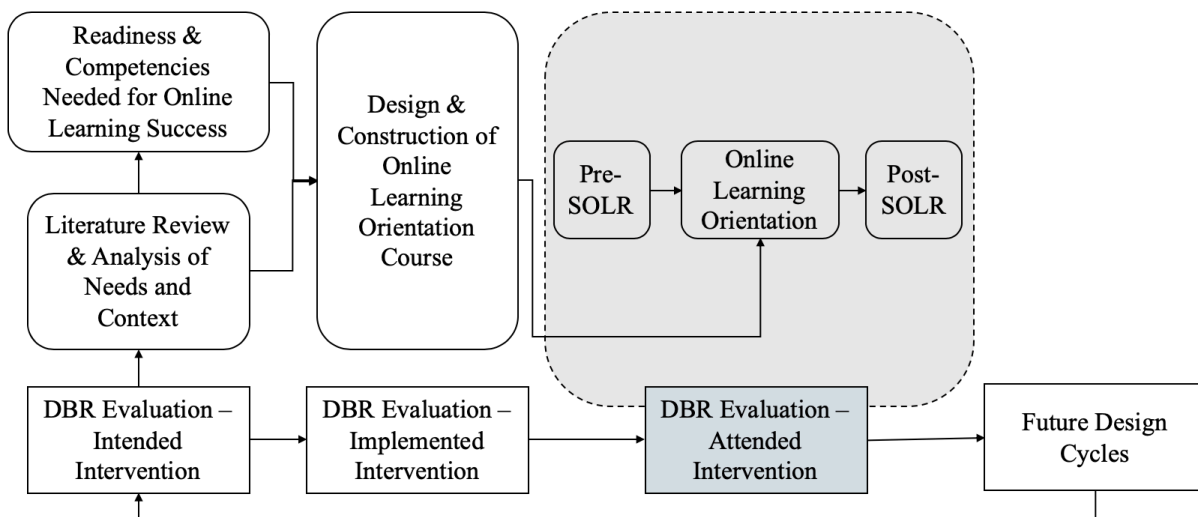 Readiness &
Competencies
Needed for Online
Learning Success
Literature Review
& Analysis of
Needs and
Context
Design &
Construction of
Online
Learning
Orientation
Course
Pre-
SOLR
Online
Learning
Orientation
Post-
SOLR
DBR Evaluation –
Intended
Intervention
DBR Evaluation –
Implemented
Intervention
DBR Evaluation –
Attended
Intervention
Future Design
Cycles